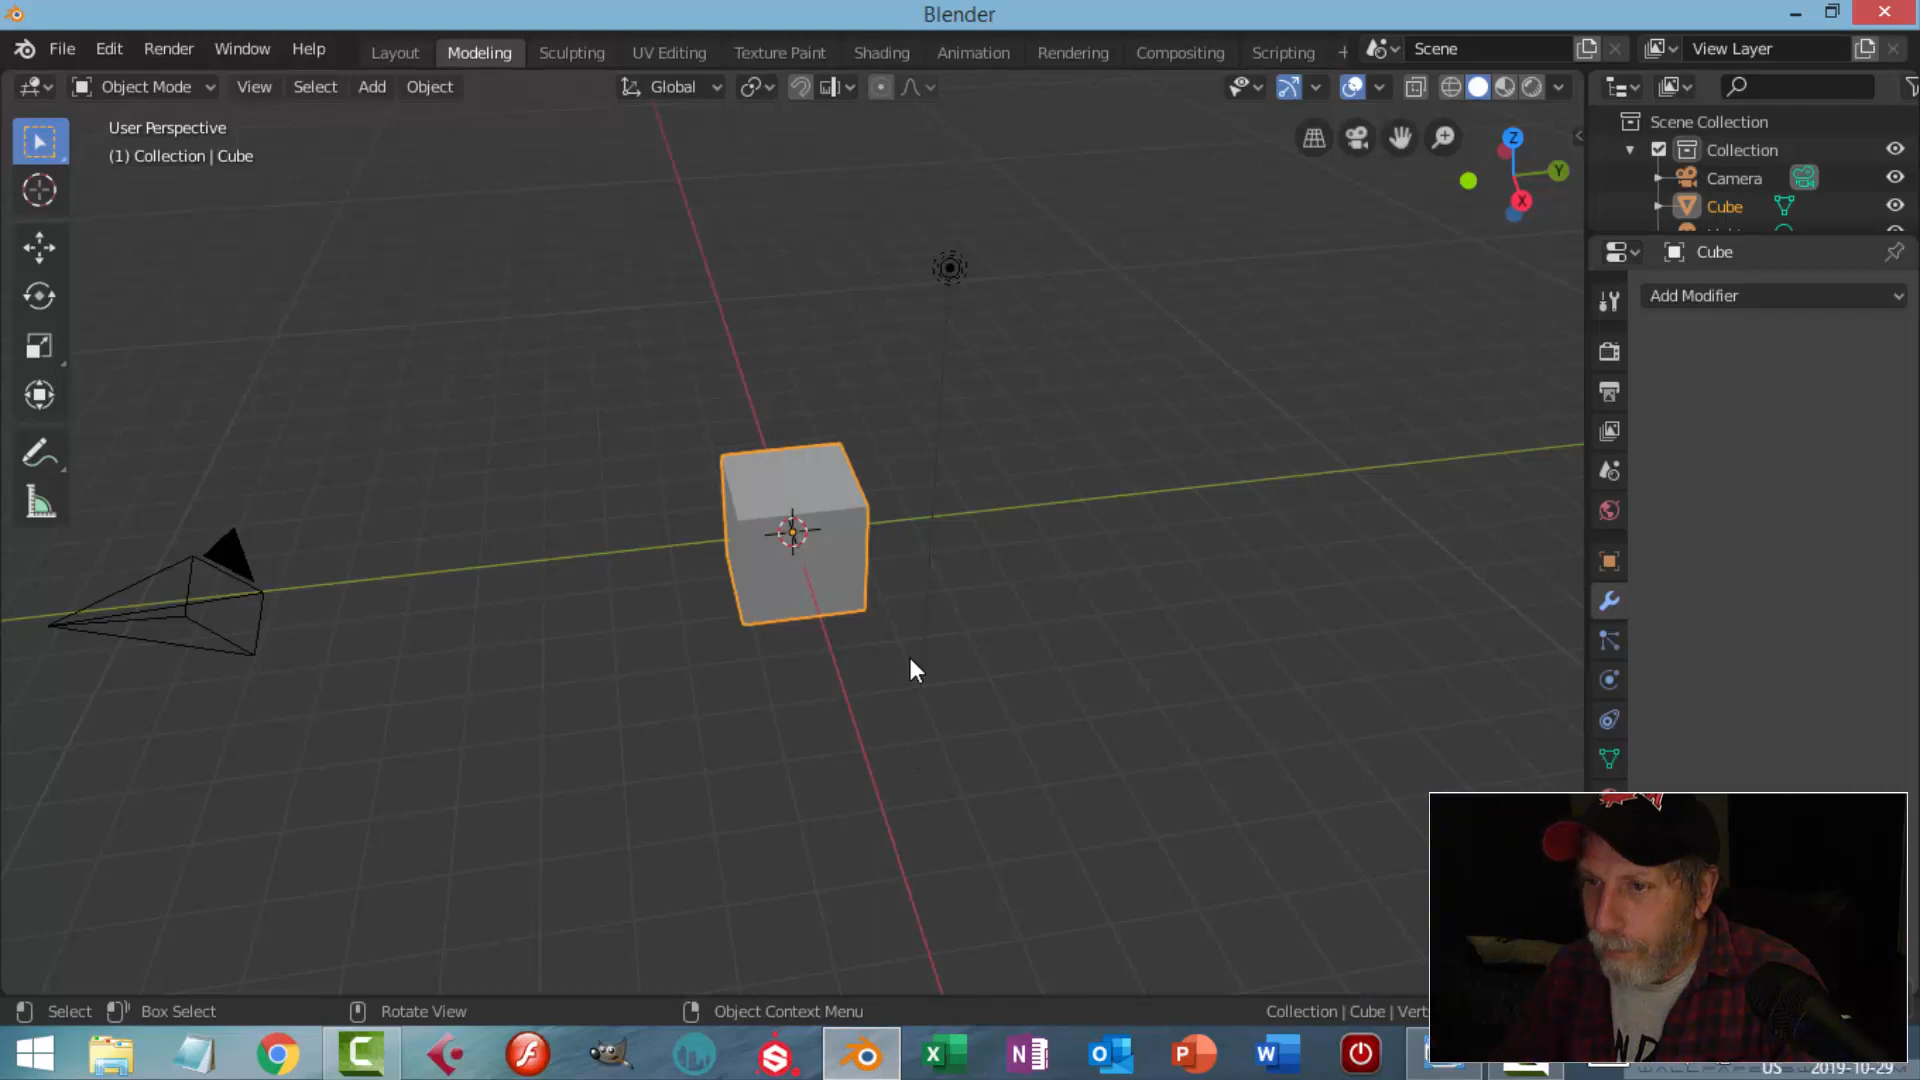 Blender
File Edit Render Window Help
Layout Modeling Sculpting UV Editing Texture Paint Shading Animation Rendering Compositing Scripting +
Scene
View Layer
Object Mode View Select Add Object
Global
User Perspective
(1) Collection | Cube
Z
Y
X
Scene Collection
Collection
Camera
Cube
Cube
Add Modifier
Select
Box Select
Rotate View
Object Context Menu
Collection | Cube | Vert
US
2019-10-29